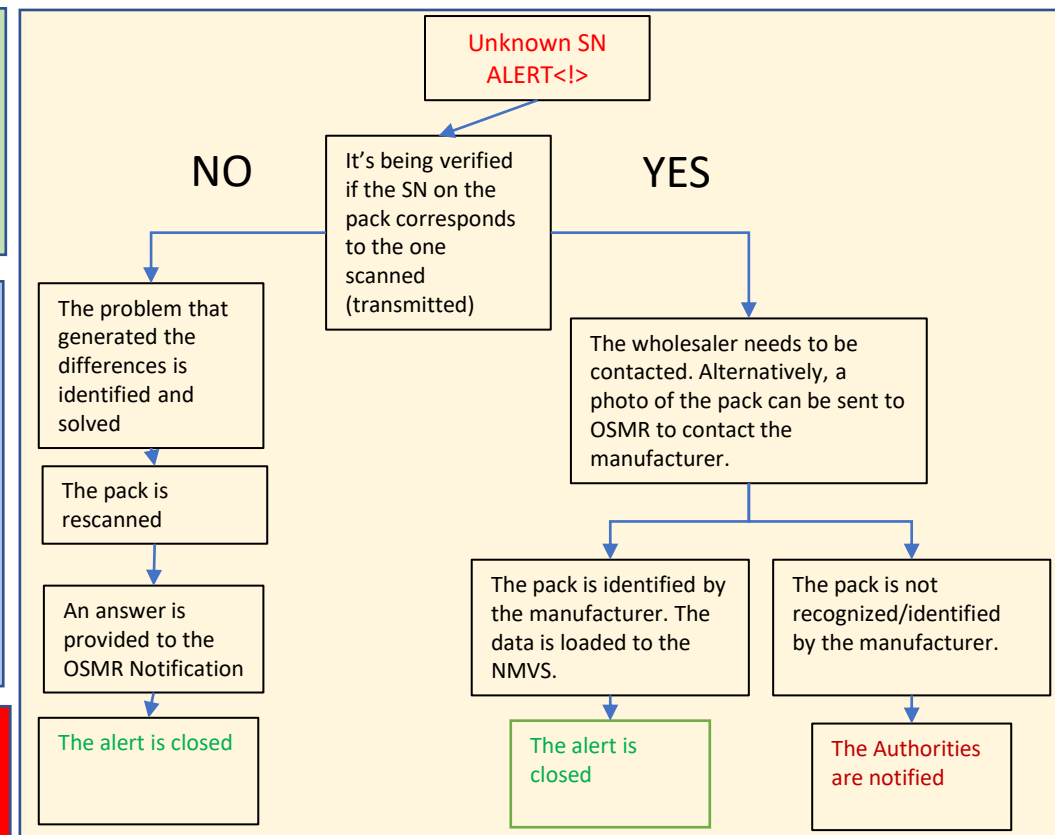 Unknown SN
ALERT<!>
NO
It's being verified
if the SN on the
pack corresponds
to the one
scanned
(transmitted)
YES
The problem that
generated the
differences is
identified and
solved
The pack is
rescanned
An answer is
provided to the
OSMR Notification
The alert is closed
The wholesaler needs to be
contacted. Alternatively, a
photo of the pack can be sent to
OSMR to contact the
manufacturer.
The pack is identified by
the manufacturer. The
data is loaded to the
NMVS.
The alert is
closed
The pack is not
recognized/identified
by the manufacturer.
The Authorities
are notified